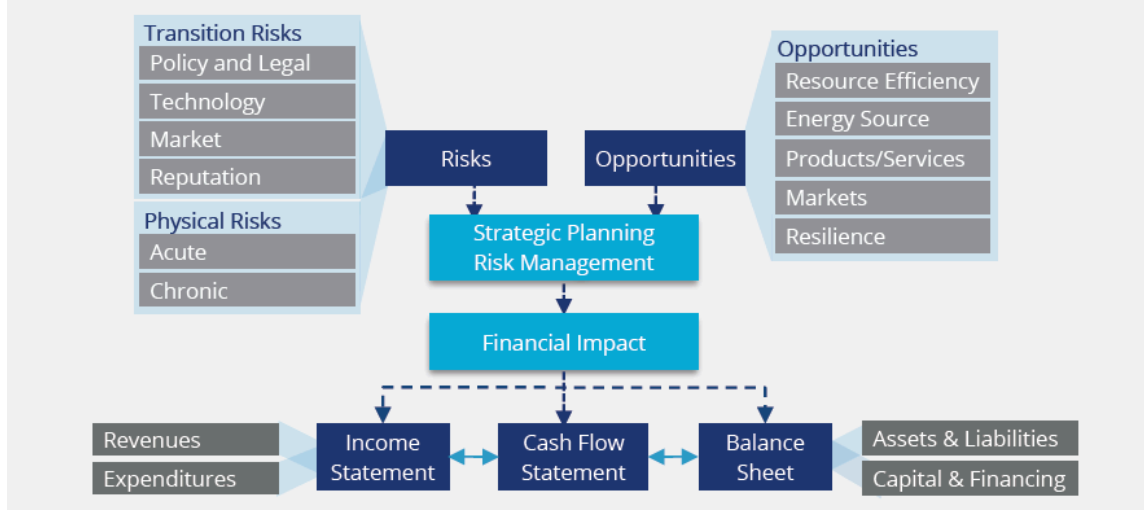 Transition Risks
Policy and Legal
Technology
Market
Reputation
Physical Risks
Acute
Chronic
Risks
Opportunities
Opportunities
Resource Efficiency
Energy Source
Products/Services
Markets
Resilience
Strategic Planning
Risk Management
Financial Impact
Revenues
Expenditures
Income
Statement
Cash Flow
Statement
Balance
Sheet
Assets & Liabilities
Capital & Financing